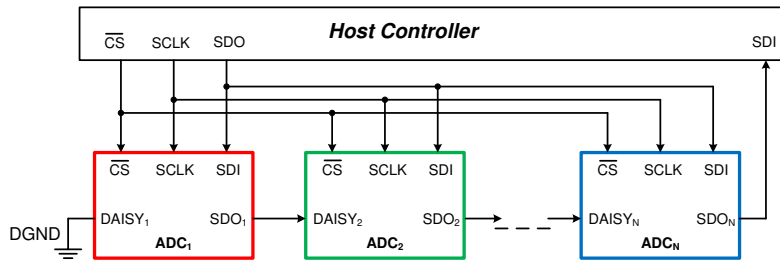 Host Controller
CS SCLK SDO SDI
CS SCLK SDI CS SCLK SDI CS SCLK SDI
DAISY1 SDO1 DAISY2 SDO2 DAISYN SDON
DGND
ADC1 ADC2 ADCN